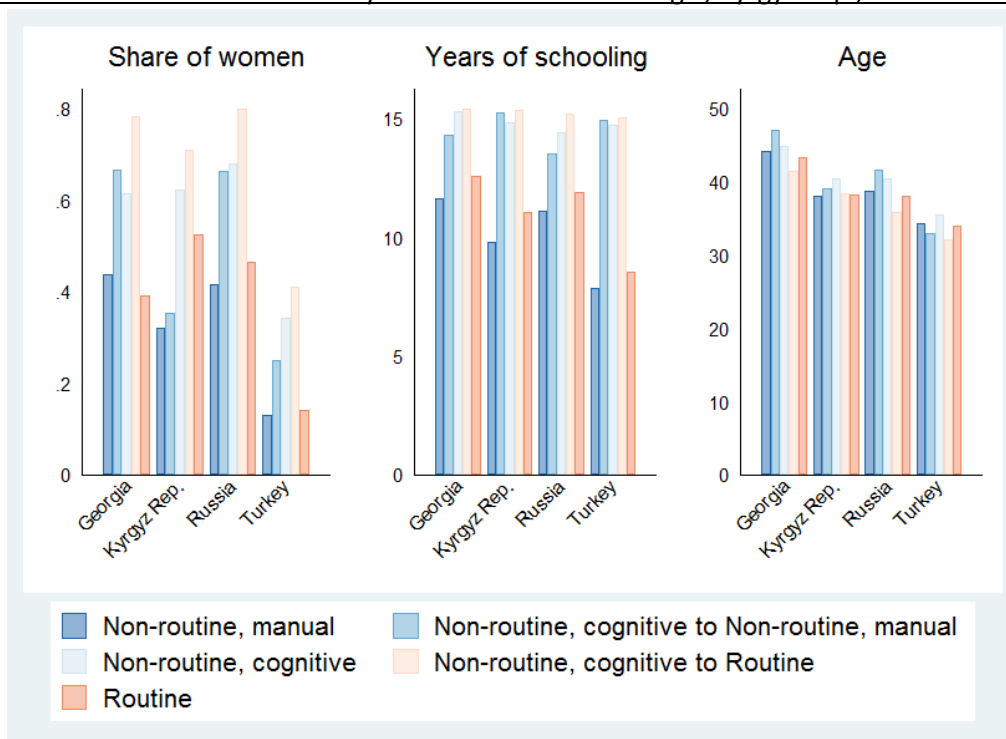 Share of women
Years of schooling
Age
.8
.6
.4
.2
0
Georgia
Kyrgyz Rep.
Russia
Turkey
15
10
5
0
Georgia
Kyrgyz Rep.
Russia
Turkey
50
40
30
20
10
0
Georgia
Kyrgyz Rep.
Russia
Turkey
Non-routine, manual
Non-routine, cognitive to Non-routine, manual
Non-routine, cognitive
Non-routine, cognitive to Routine
Routine